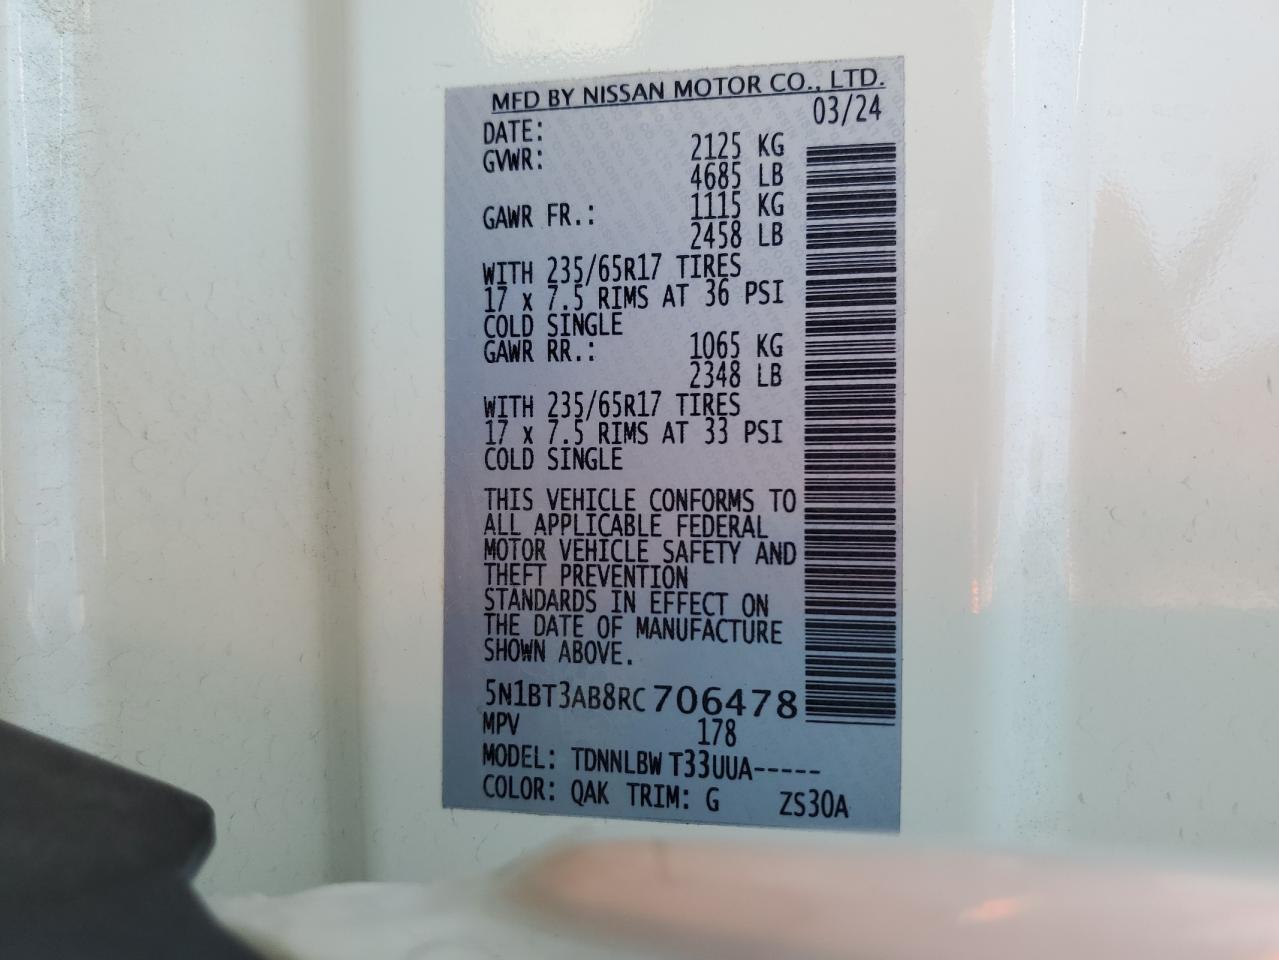 MFD BY NISSAN MOTOR CO., LTD.
DATE: 03/24
GVWR: 2125 KG
4685 LB
GAWR FR.: 1115 KG
2458 LB
WITH 235/65R17 TIRES
17 x 7.5 RIMS AT 36 PSI
COLD SINGLE
GAWR RR.: 1065 KG
2348 LB
WITH 235/65R17 TIRES
17 x 7.5 RIMS AT 33 PSI
COLD SINGLE
THIS VEHICLE CONFORMS TO
ALL APPLICABLE FEDERAL
MOTOR VEHICLE SAFETY AND
THEFT PREVENTION
STANDARDS IN EFFECT ON
THE DATE OF MANUFACTURE
SHOWN ABOVE.
5N1BT3AB8RC706478
MPV 178
MODEL: TDNNLBW T33UUA-----
COLOR: QAK TRIM: G ZS30A